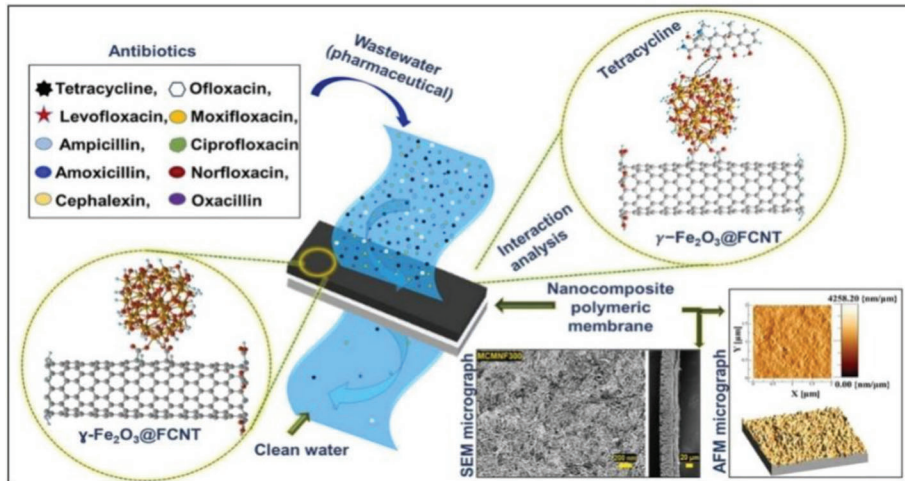 Antibiotics
Tetracycline,
Ofloxacin,
Levofloxacin,
Moxifloxacin,
Ampicillin,
Ciprofloxacin
Amoxicillin,
Norfloxacin,
Cephalexin,
Oxacillin
Wastewater
(pharmaceutical)
Tetracycline
γ−Fe₂O₃@FCNT
Interaction
analysis
Nanocomposite
polymeric
membrane
ɣ-Fe₂O₃@FCNT
Clean water
SEM micrograph
MCMNF300
200 nm
20 µm
AFM micrograph
4258.20 [nm/µm]
0.00 [nm/µm]
Y [µm]
X [µm]